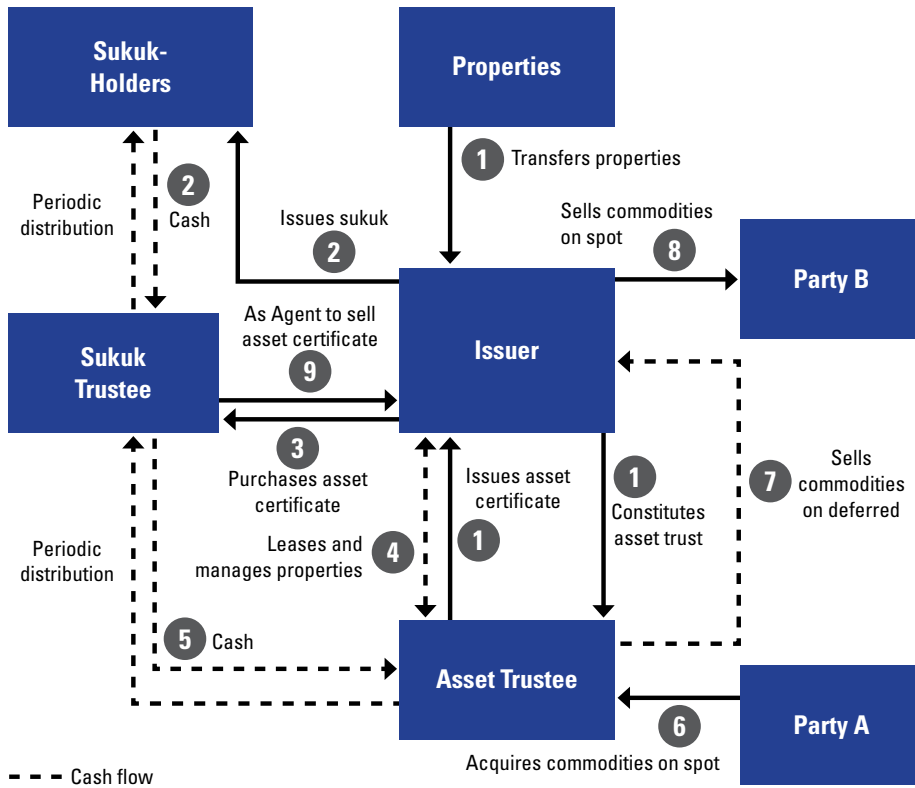 Sukuk-
Holders
Properties
1
Transfers properties
2
Cash
Periodic
distribution
Issues sukuk
2
Sells commodities
on spot
8
Party B
Sukuk
Trustee
As Agent to sell
asset certificate
9
Issuer
3
Purchases asset
certificate
Issues asset
certificate
1
1
Constitutes
asset trust
7
Sells
commodities
on deferred
Periodic
distribution
Leases and
manages properties
4
5
Cash
Asset Trustee
6
Acquires commodities on spot
Party A
Cash flow